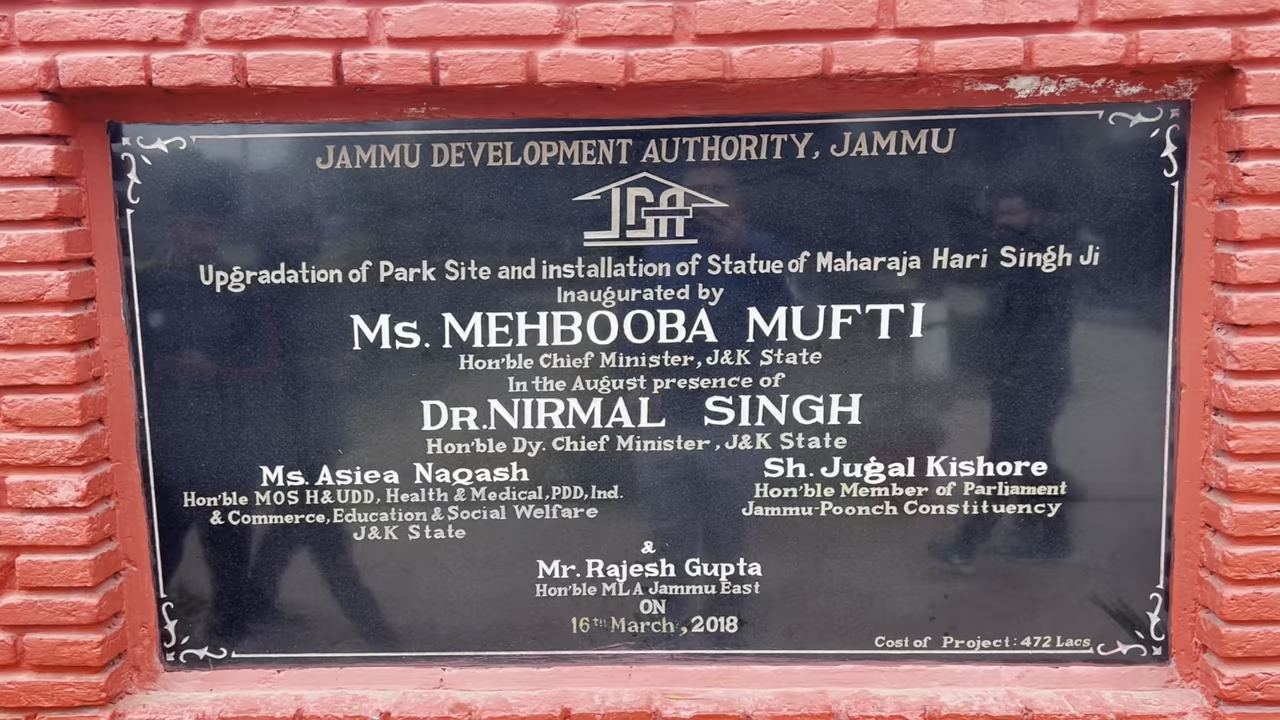 JAMMU DEVELOPMENT AUTHORITY, JAMMU
JDA
Upgradation of Park Site and installation of Statue of Maharaja Hari Singh Ji
Inaugurated by
Ms. MEHBOOBA MUFTI
Hon'ble Chief Minister, J&K State
In the August presence of
DR. NIRMAL SINGH
Hon'ble Dy. Chief Minister, J&K State
Ms. Asiea Naqash
Hon'ble MOS H&UDD, Health & Medical, PDD, Ind.
& Commerce, Education & Social Welfare
J&K State
Sh. Jugal Kishore
Hon'ble Member of Parliament
Jammu-Poonch Constituency
&
Mr. Rajesh Gupta
Hon'ble MLA Jammu East
ON
16th March, 2018
Cost of Project: 472 Lacs